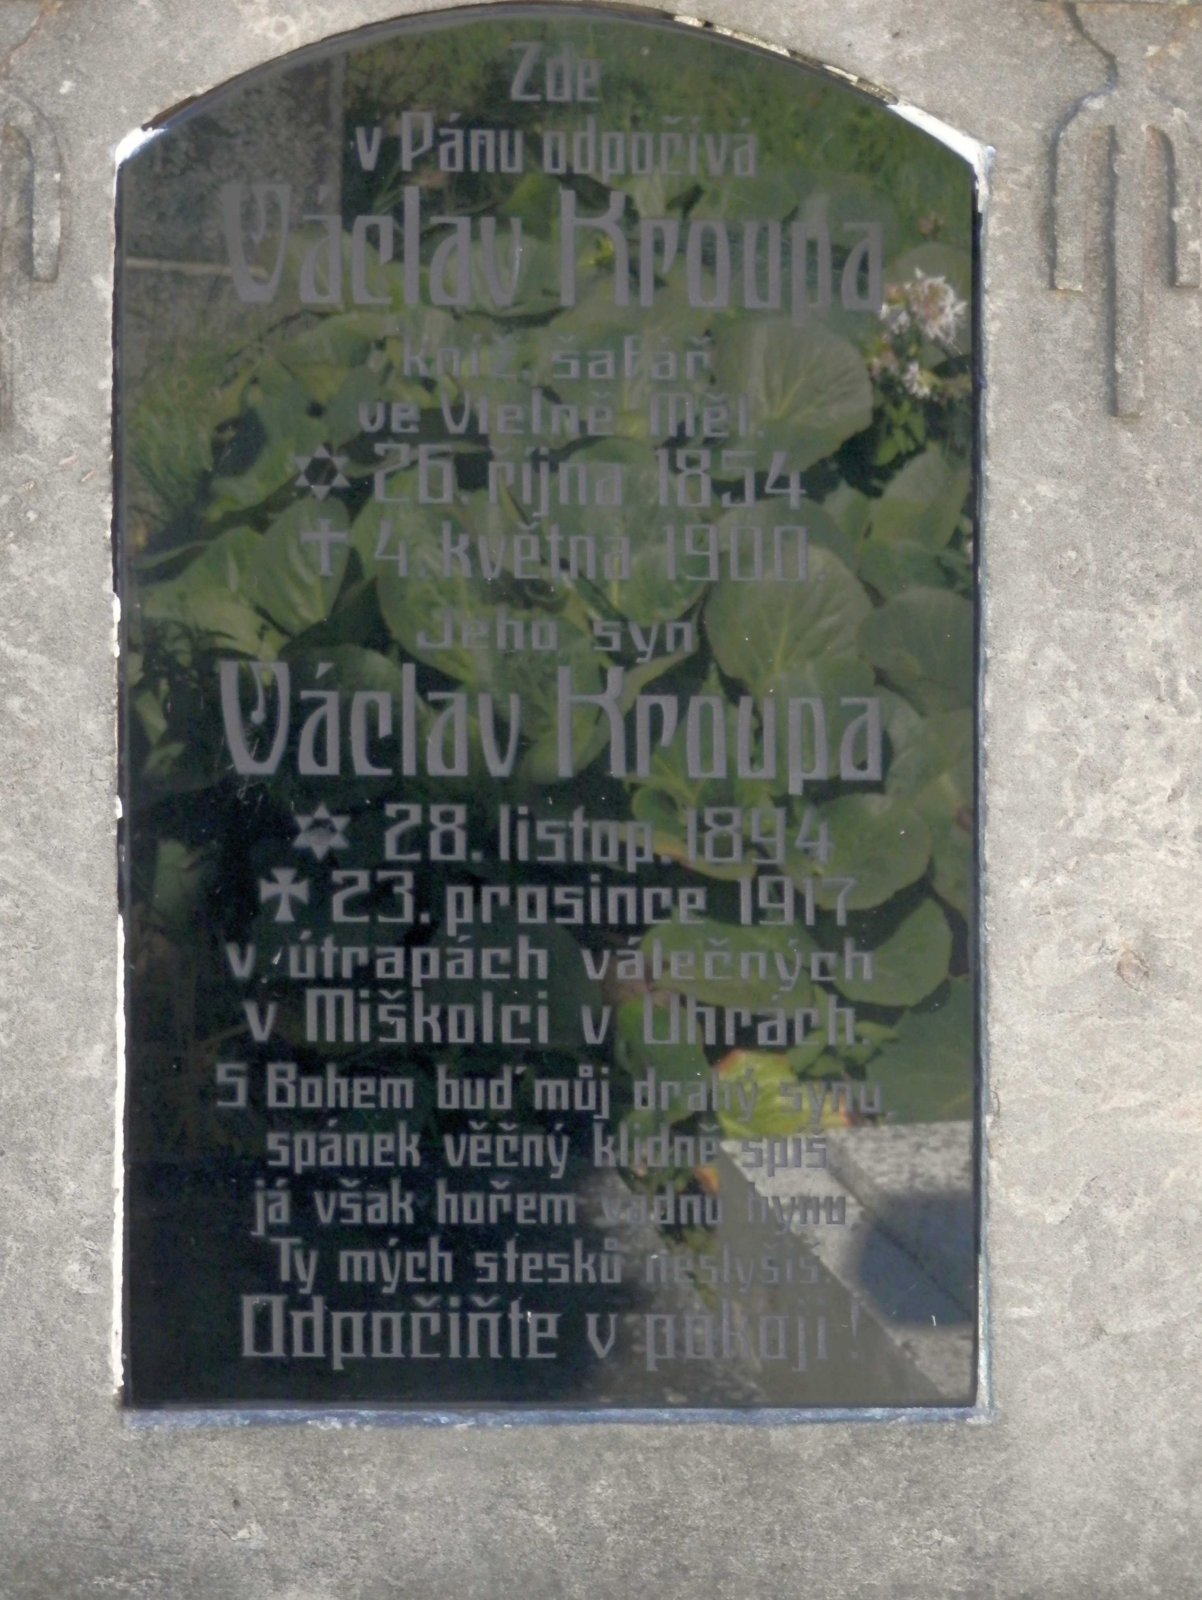 Zde
v Pánu odpočívá
Václav Kroupa
kníž. šafář
ve Vtelně Měl.
✡ 26. října 1854
† 4. května 1900.
Jeho syn
Václav Kroupa
✡ 28. listop. 1894
✠ 23. prosince 1917
v útrapách válečných
v Miškolci v Uhrách.
S Bohem buď můj drahý synu
spánek věčný klidně spíš
já však hořem vadnu hynu
Ty mých stesků neslyšíš.
Odpočiňte v pokoji!